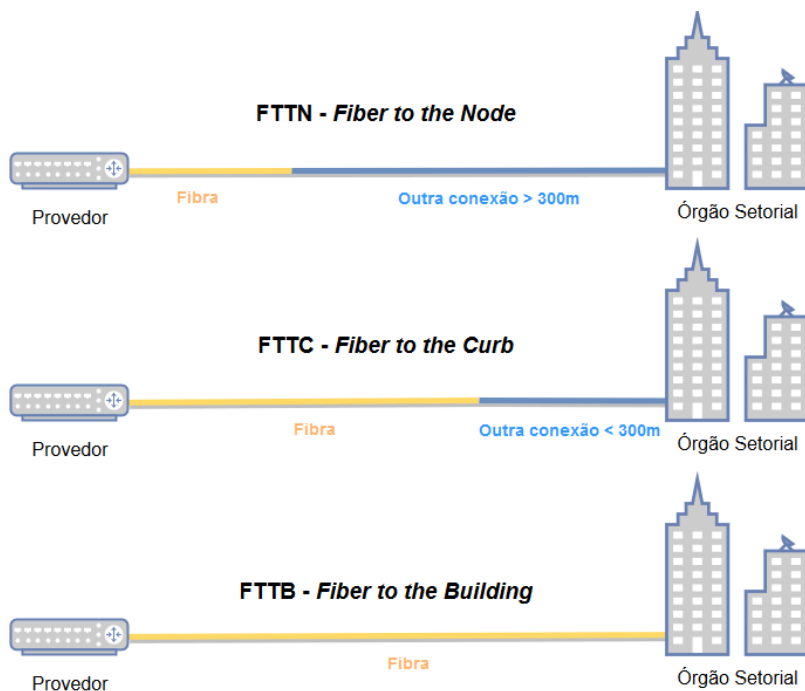 FTTN - Fiber to the Node
Fibra
Outra conexão > 300m
Provedor
Órgão Setorial
FTTC - Fiber to the Curb
Fibra
Outra conexão < 300m
Provedor
Órgão Setorial
FTTB - Fiber to the Building
Fibra
Provedor
Órgão Setorial